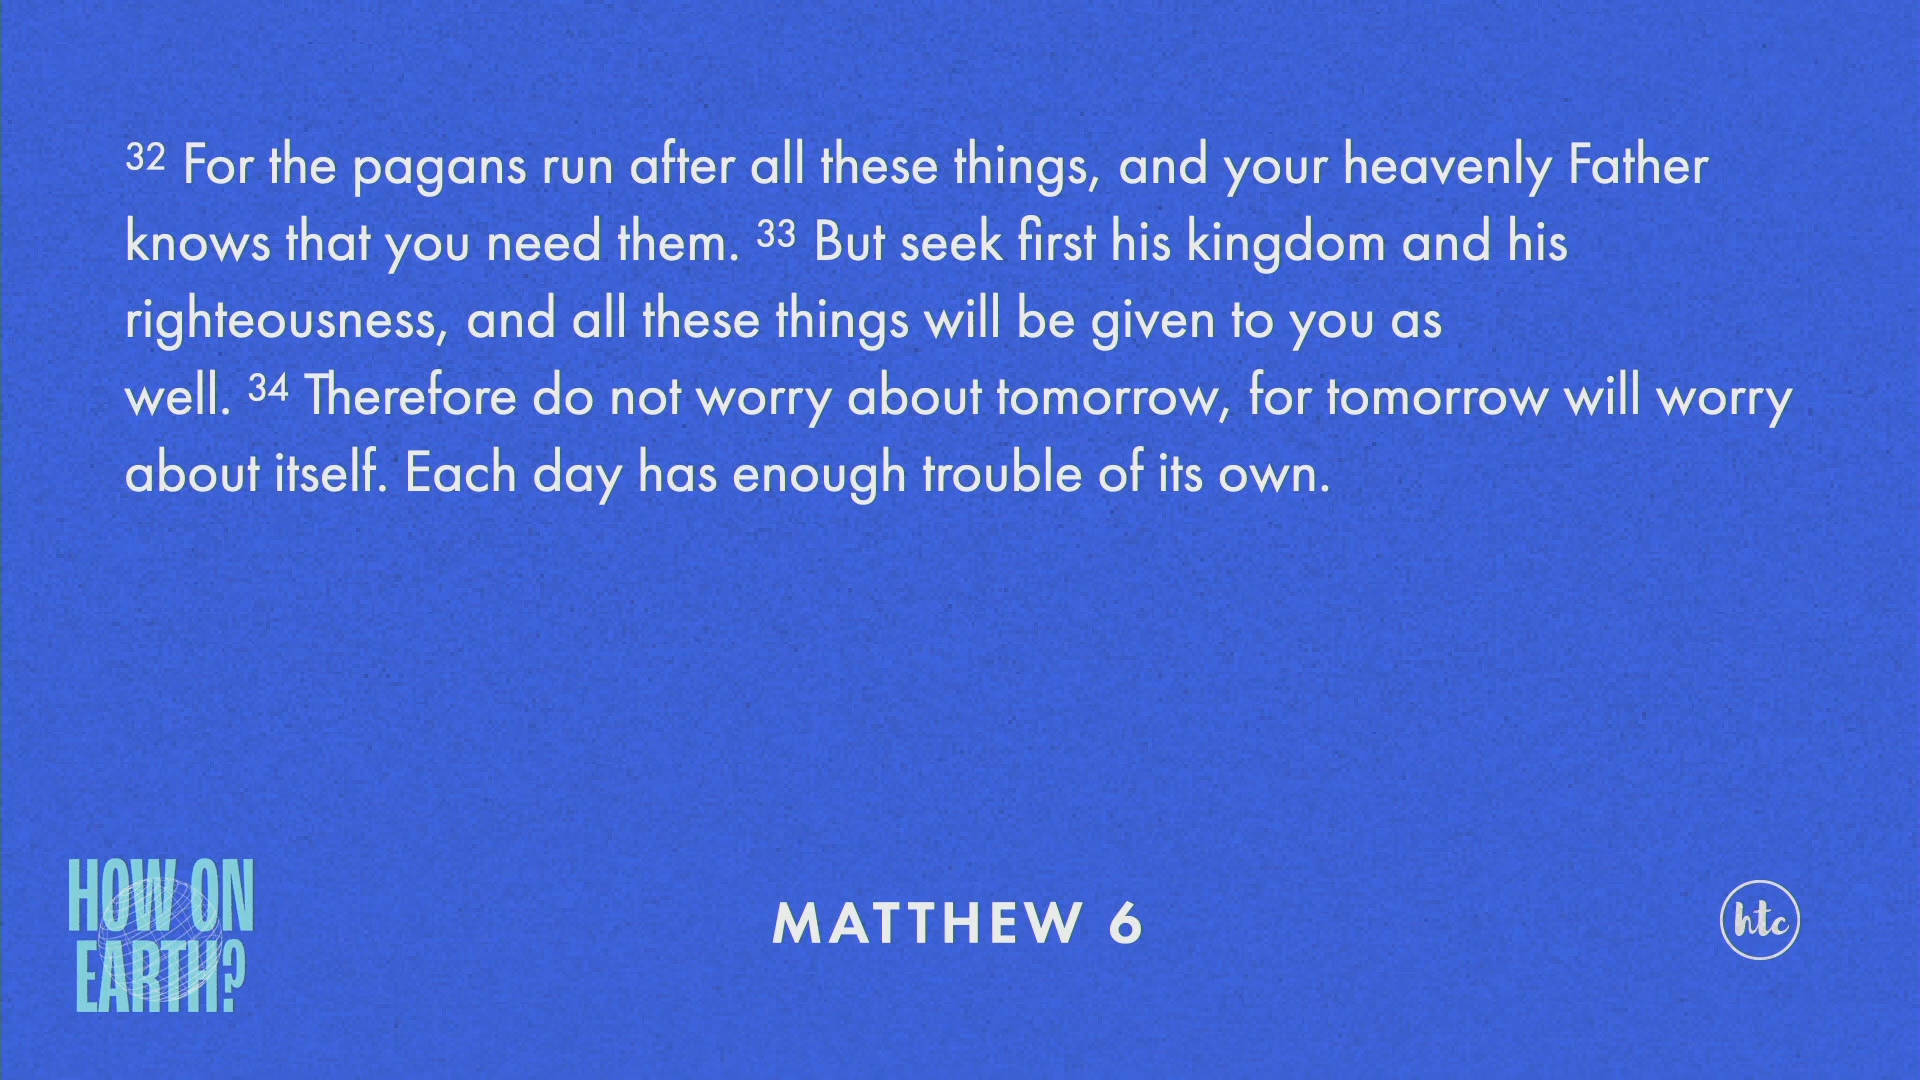 32 For the pagans run after all these things, and your heavenly Father
knows that you need them. 33 But seek first his kingdom and his
righteousness, and all these things will be given to you as
well. 34 Therefore do not worry about tomorrow, for tomorrow will worry
about itself. Each day has enough trouble of its own.
HOW ON
EARTH?
MATTHEW 6
htc